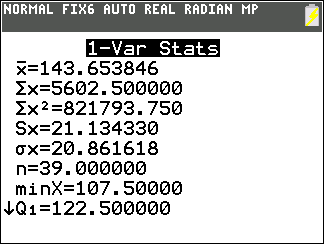 NORMAL FIX6 AUTO REAL RADIAN MP
1-Var Stats
x̄=143.653846
Σx=5602.500000
Σx²=821793.750
Sx=21.134330
σx=20.861618
n=39.000000
minX=107.500000
↓Q₁=122.500000